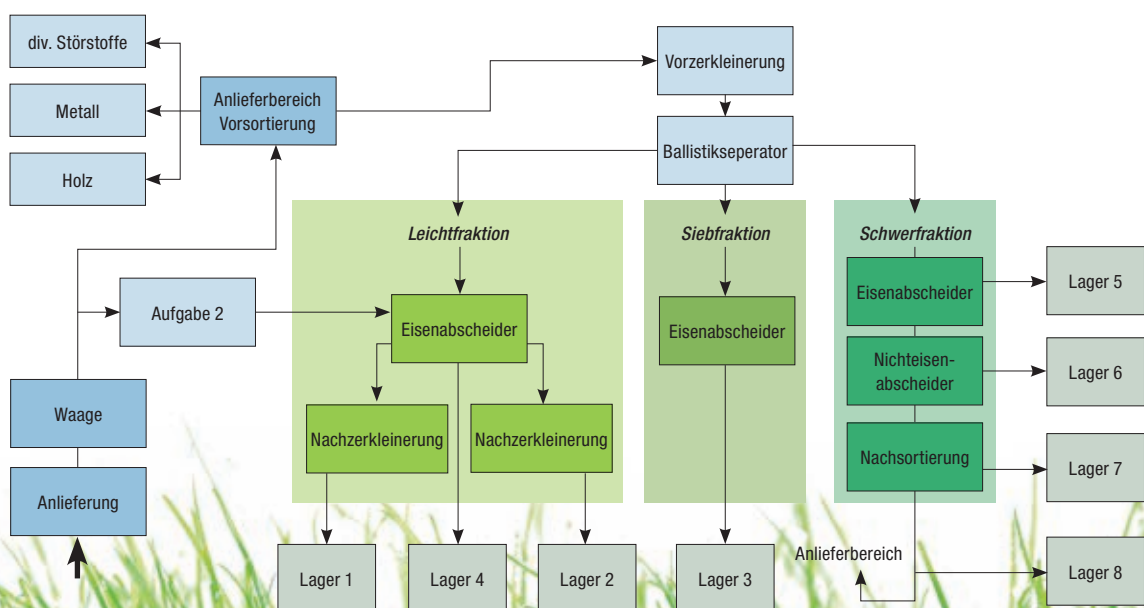 div. Störstoffe
Metall
Holz
Anlieferbereich
Vorsortierung
Vorzerkleinerung
Ballistikseperator
Leichtfraktion
Siebfraktion
Schwerfraktion
Aufgabe 2
Eisenabscheider
Eisenabscheider
Eisenabscheider
Lager 5
Nichteisen-
abscheider
Lager 6
Waage
Nachzerkleinerung
Nachzerkleinerung
Nachsortierung
Lager 7
Anlieferung
Lager 1
Lager 4
Lager 2
Lager 3
Anlieferbereich
Lager 8